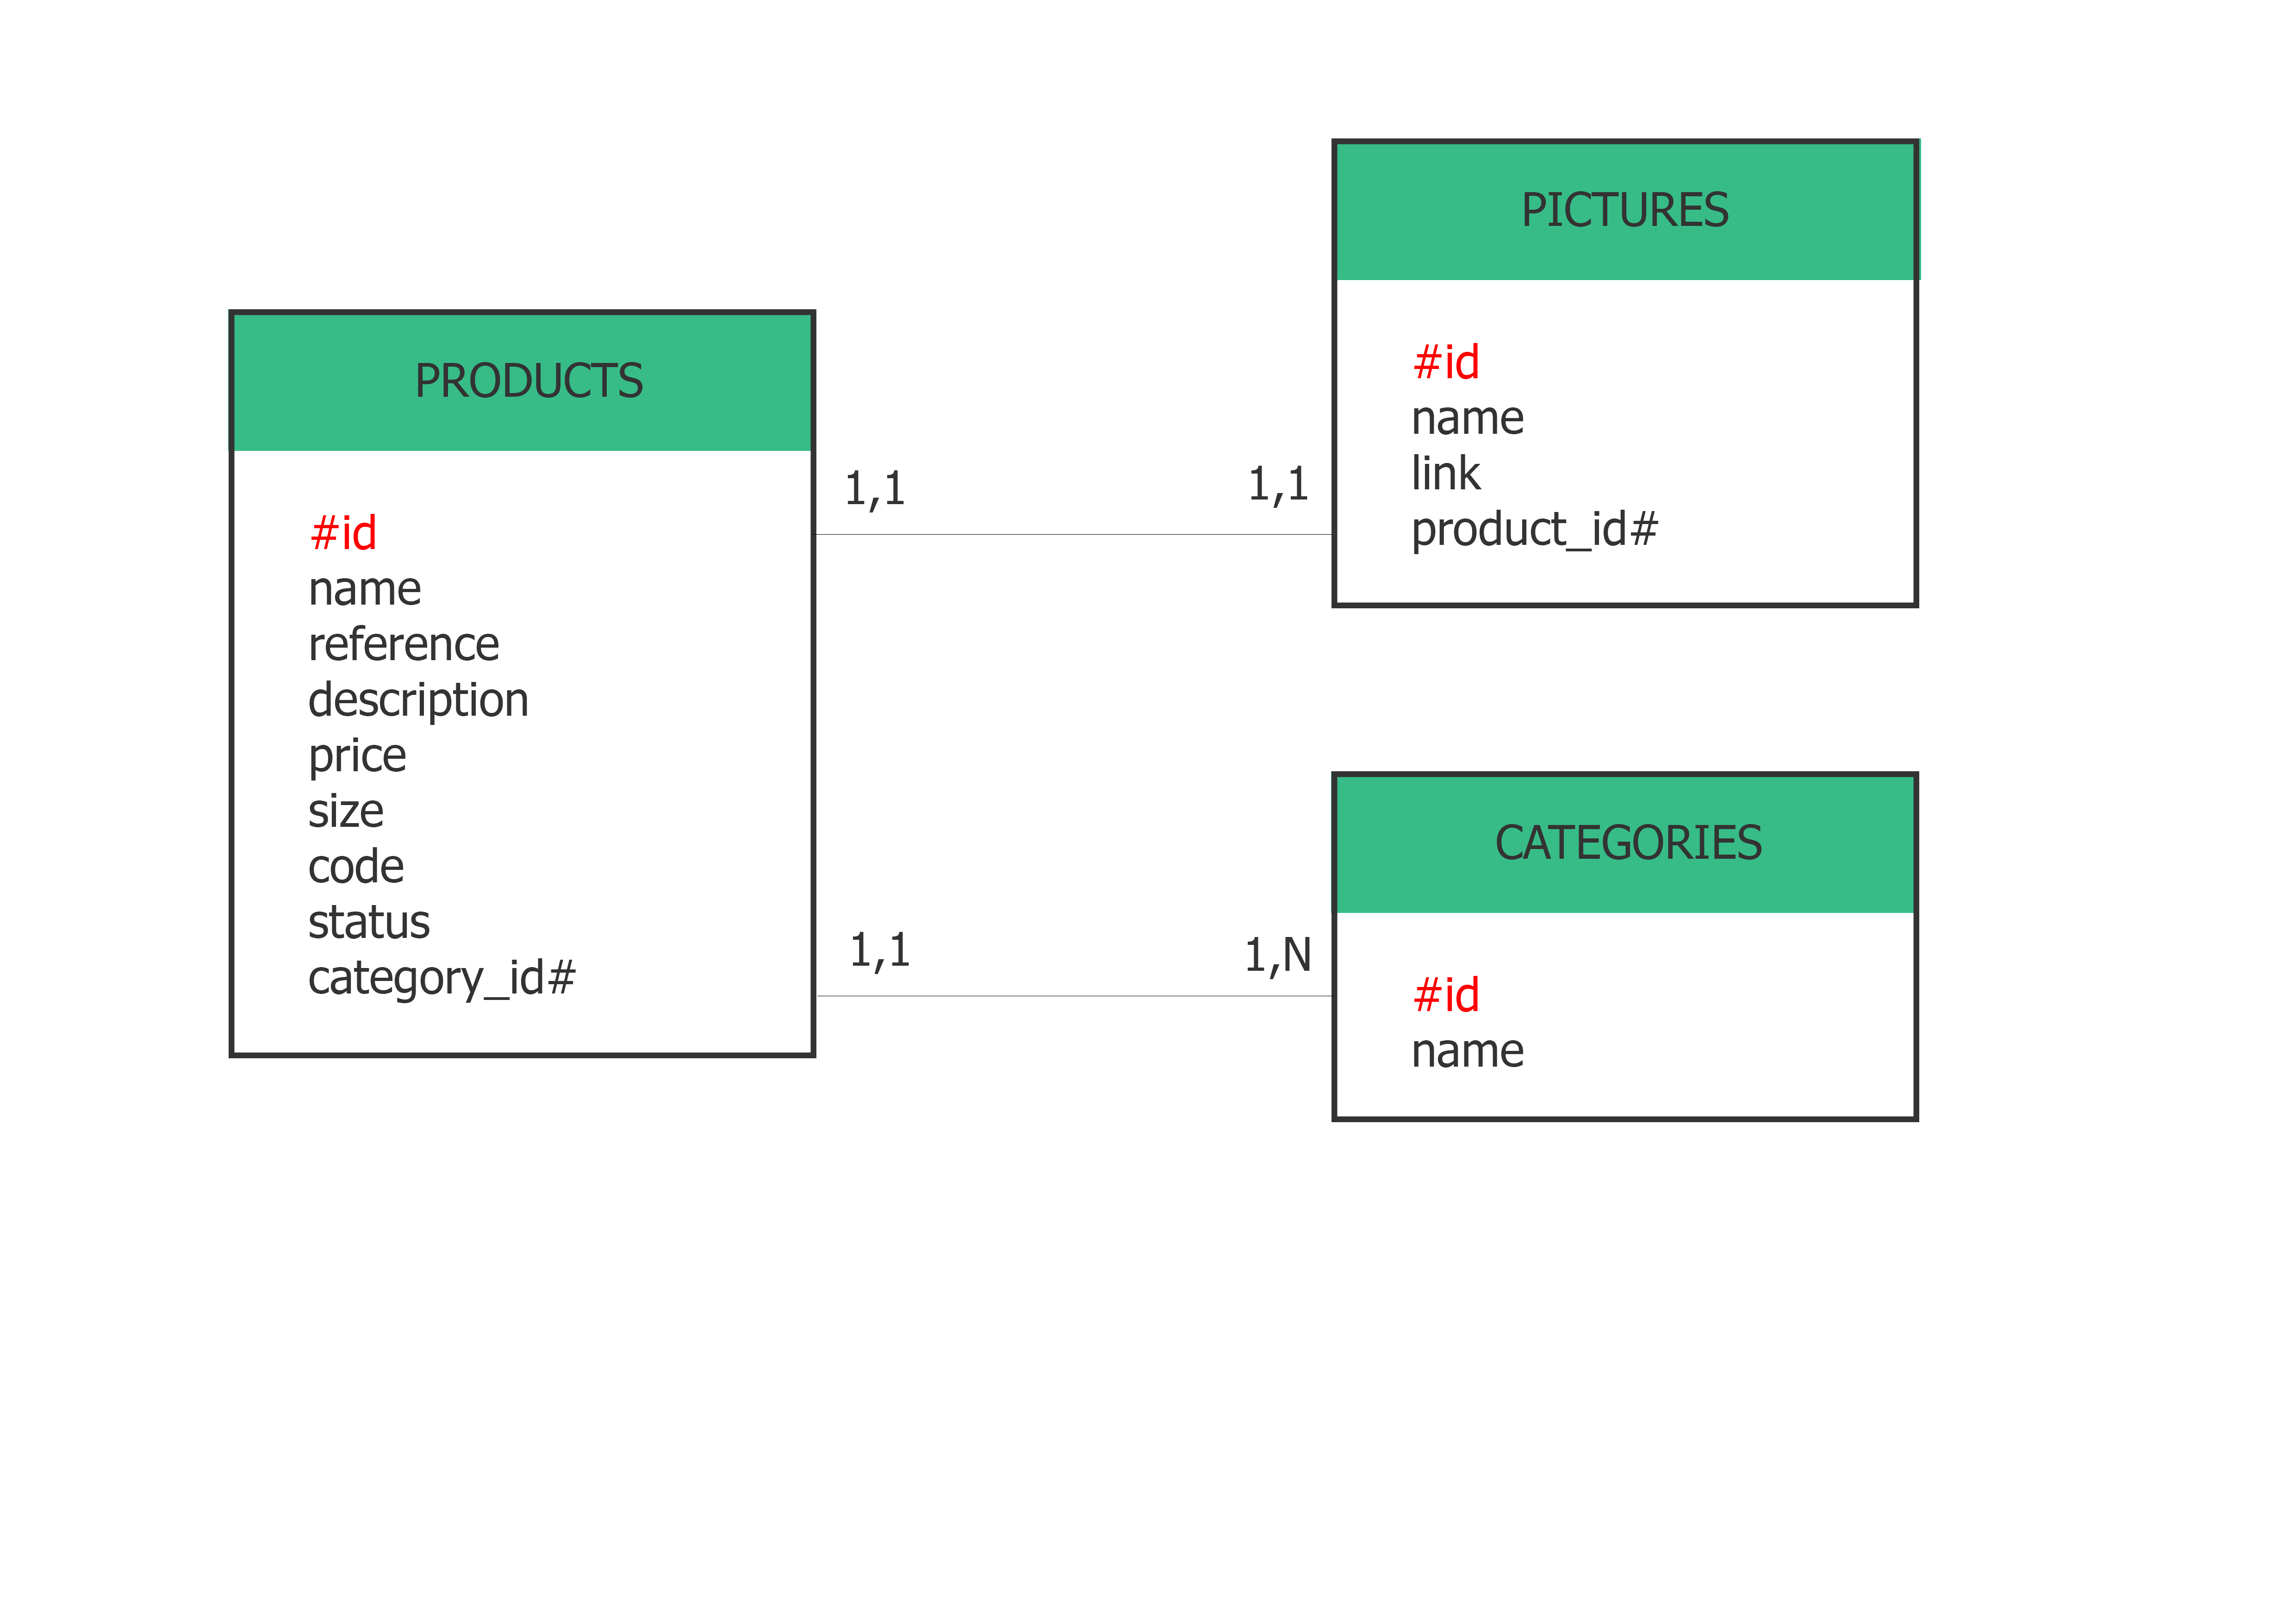 PRODUCTS
#id
name
reference
description
price
size
code
status
category_id#
1,1
1,1
PICTURES
#id
name
link
product_id#
1,1
1,N
CATEGORIES
#id
name